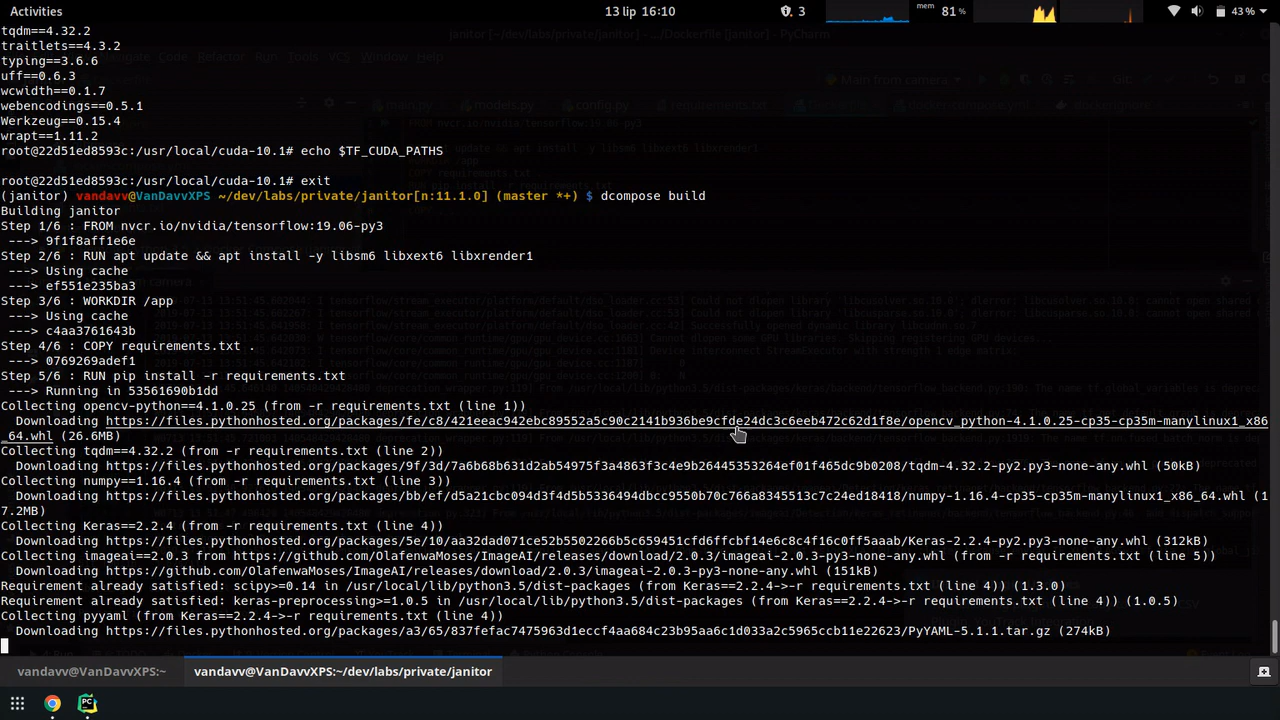 Activities
13 lip 16:10
3
mem
81%
43 %
janitor [~/dev/labs/private/janitor] - .../Dockerfile [janitor] - PyCharm
tqdm==4.32.2
traitlets==4.3.2
typing==3.6.6
uff==0.6.3
wcwidth==0.1.7
webencodings==0.5.1
Werkzeug==0.15.4
wrapt==1.11.2
root@22d51ed8593c:/usr/local/cuda-10.1# echo $TF_CUDA_PATHS
root@22d51ed8593c:/usr/local/cuda-10.1# exit
(janitor) vandavv@VanDavvXPS ~/dev/labs/private/janitor[n:11.1.0] (master *+) $ dcompose build
Building janitor
Step 1/6 : FROM nvcr.io/nvidia/tensorflow:19.06-py3
---> 9f1f8aff1e6e
Step 2/6 : RUN apt update && apt install -y libsm6 libxext6 libxrender1
---> Using cache
---> ef551e235ba3
Step 3/6 : WORKDIR /app
---> Using cache
---> c4aa3761643b
Step 4/6 : COPY requirements.txt .
---> 0769269adef1
Step 5/6 : RUN pip install -r requirements.txt
---> Running in 53561690b1dd
Collecting opencv-python==4.1.0.25 (from -r requirements.txt (line 1))
Downloading https://files.pythonhosted.org/packages/fe/c8/421eeac942ebc89552a5c90c2141b936be9cfde24dc3c6eeb472c62d1f8e/opencv_python-4.1.0.25-cp35-cp35m-manylinux1_x86
_64.whl (26.6MB)
Collecting tqdm==4.32.2 (from -r requirements.txt (line 2))
Downloading https://files.pythonhosted.org/packages/9f/3d/7a6b68b631d2ab54975f3a4863f3c4e9b26445353264ef01f465dc9b0208/tqdm-4.32.2-py2.py3-none-any.whl (50kB)
Collecting numpy==1.16.4 (from -r requirements.txt (line 3))
Downloading https://files.pythonhosted.org/packages/bb/ef/d5a21cbc094d3f4d5b5336494dbcc9550b70c766a8345513c7c24ed18418/numpy-1.16.4-cp35-cp35m-manylinux1_x86_64.whl (1
7.2MB)
Collecting Keras==2.2.4 (from -r requirements.txt (line 4))
Downloading https://files.pythonhosted.org/packages/5e/10/aa32dad071ce52b5502266b5c659451cfd6ffcbf14e6c8c4f16c0ff5aaab/Keras-2.2.4-py2.py3-none-any.whl (312kB)
Collecting imageai==2.0.3 from https://github.com/OlafenwaMoses/ImageAI/releases/download/2.0.3/imageai-2.0.3-py3-none-any.whl (from -r requirements.txt (line 5))
Downloading https://github.com/OlafenwaMoses/ImageAI/releases/download/2.0.3/imageai-2.0.3-py3-none-any.whl (151kB)
Requirement already satisfied: scipy>=0.14 in /usr/local/lib/python3.5/dist-packages (from Keras==2.2.4->-r requirements.txt (line 4)) (1.3.0)
Requirement already satisfied: keras-preprocessing>=1.0.5 in /usr/local/lib/python3.5/dist-packages (from Keras==2.2.4->-r requirements.txt (line 4)) (1.0.5)
Collecting pyyaml (from Keras==2.2.4->-r requirements.txt (line 4))
Downloading https://files.pythonhosted.org/packages/a3/65/837fefac7475963d1eccf4aa684c23b95aa6c1d033a2c5965ccb11e22623/PyYAML-5.1.1.tar.gz (274kB)
vandavv@VanDavvXPS:~
vandavv@VanDavvXPS:~/dev/labs/private/janitor